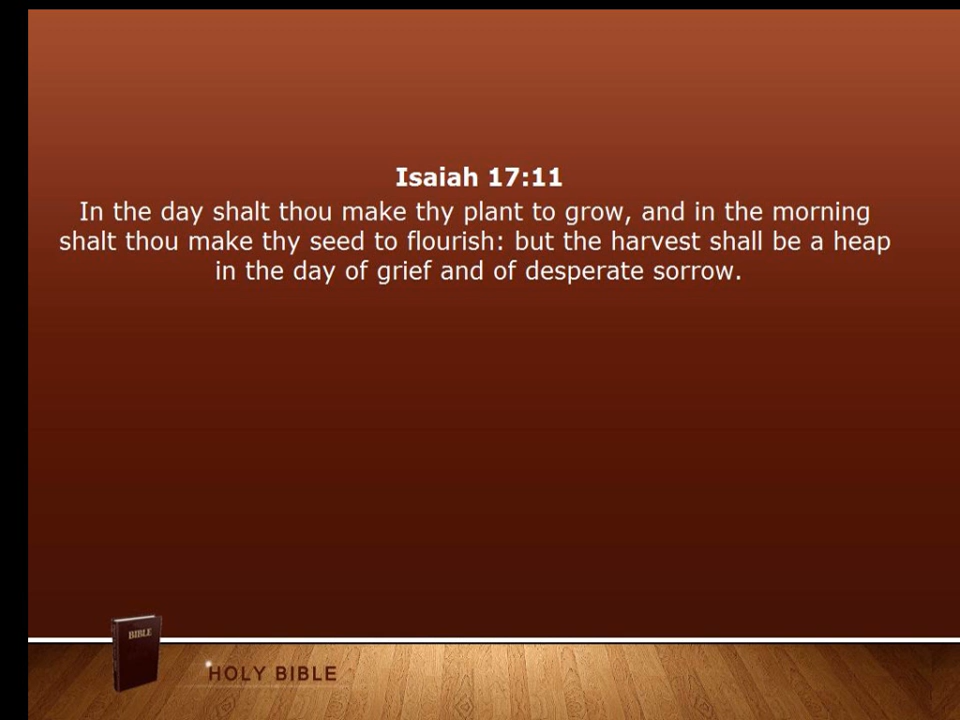 Isaiah 17:11
In the day shalt thou make thy plant to grow, and in the morning
shalt thou make thy seed to flourish: but the harvest shall be a heap
in the day of grief and of desperate sorrow.
BIBLE
HOLY BIBLE